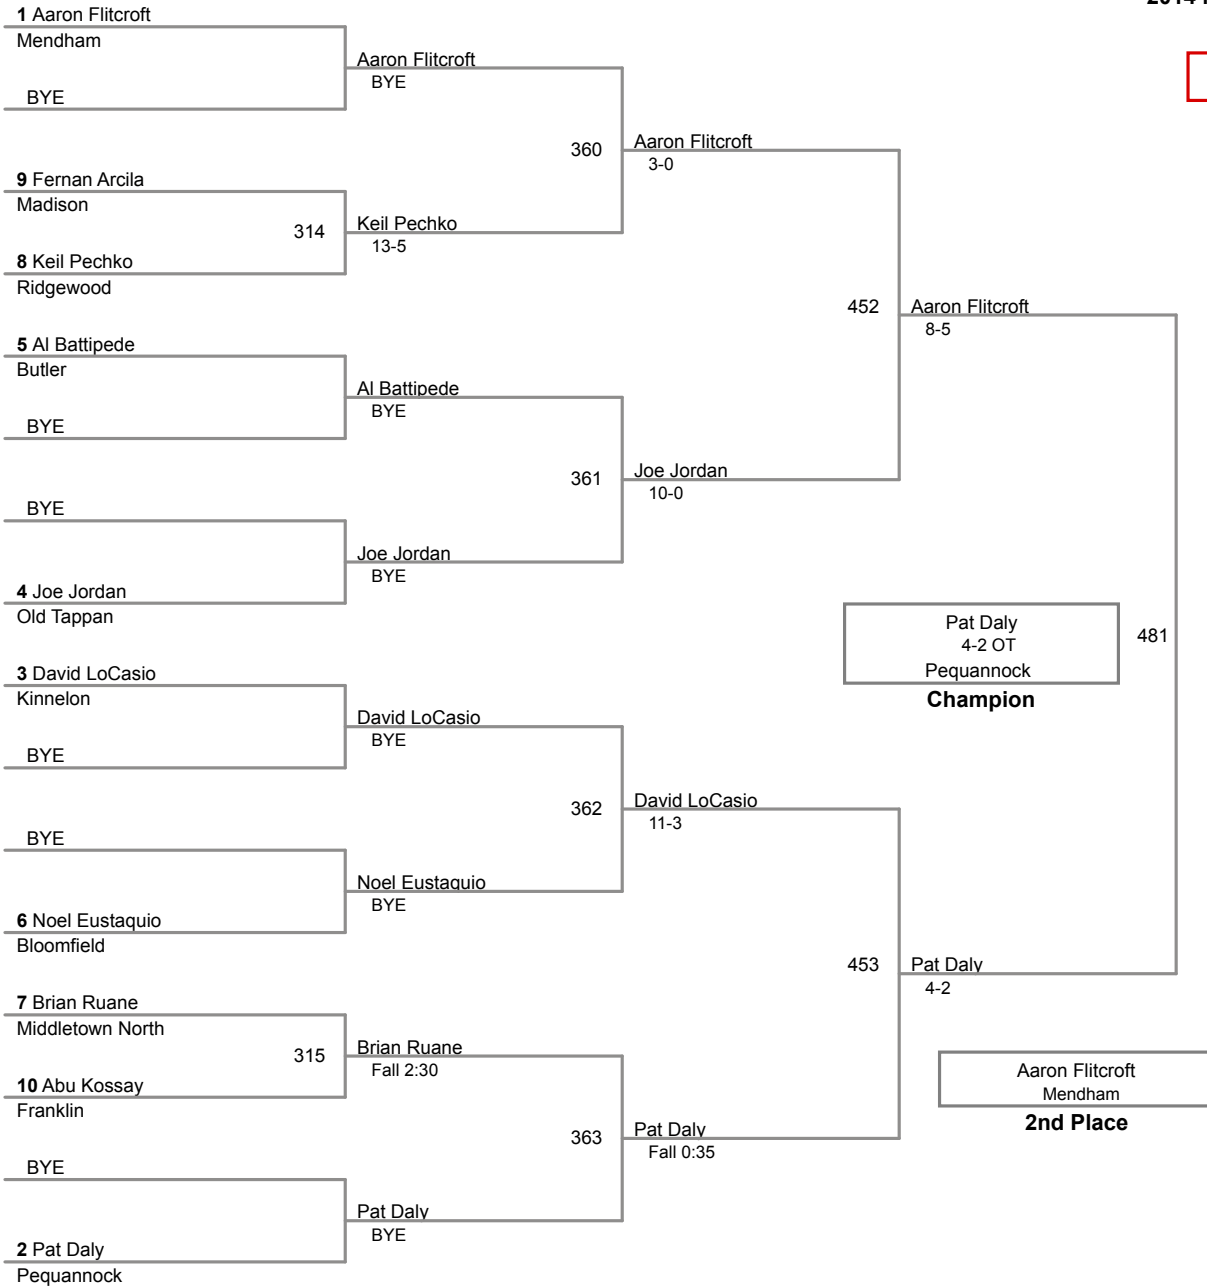 1 Aaron Flitcroft
Mendham
BYE
9 Fernan Arcila
Madison
314
8 Keil Pechko
Ridgewood
5 Al Battipede
Butler
BYE
BYE
4 Joe Jordan
Old Tappan
3 David LoCasio
Kinnelon
BYE
BYE
6 Noel Eustaquio
Bloomfield
7 Brian Ruane
Middletown North
315
10 Abu Kossay
Franklin
BYE
2 Pat Daly
Pequannock
Aaron Flitcroft
BYE
360
Keil Pechko
13-5
Al Battipede
BYE
361
Joe Jordan
BYE
David LoCasio
BYE
362
Noel Eustaquio
BYE
Brian Ruane
Fall 2:30
363
Pat Daly
BYE
Aaron Flitcroft
3-0
452
Joe Jordan
10-0
David LoCasio
11-3
453
Pat Daly
Fall 0:35
Aaron Flitcroft
8-5
481
Pat Daly
4-2
Pat Daly
4-2 OT
Pequannock
Champion
Aaron Flitcroft
Mendham
2nd Place